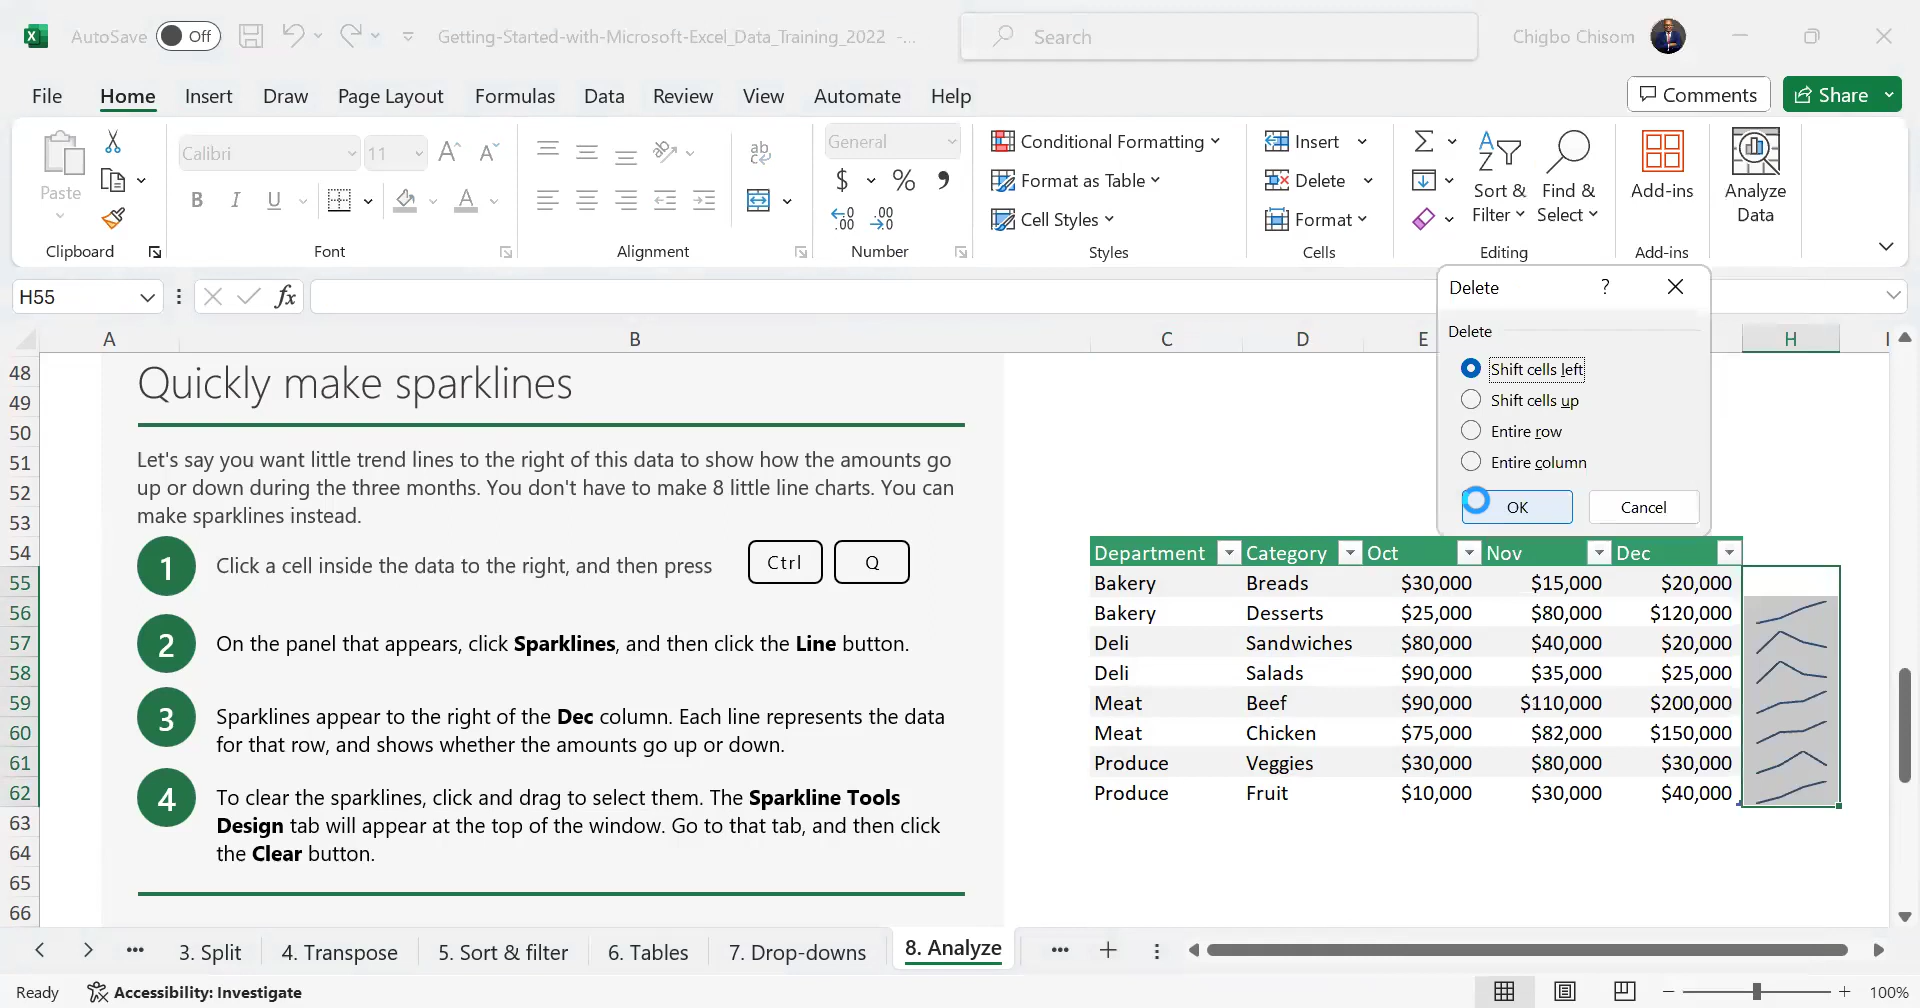 AutoSave Off Getting-Started-with-Microsoft-Excel_Data_Training_2022 -... Search Chigbo Chisom
File Home Insert Draw Page Layout Formulas Data Review View Automate Help Comments Share
Paste
Clipboard
Calibri 11
B I U A
Font
ab
Alignment
General
$ % ,
Number
Conditional Formatting
Format as Table
Cell Styles
Styles
Insert
Delete
Format
Cells
Sort &
Filter
Find &
Select
Editing
Add-ins
Add-ins
Analyze
Data
H55 fx
Delete ?
Delete
Shift cells left
Shift cells up
Entire row
Entire column
OK Cancel
A B C D E H I
48
49
50
51
52
53
54
55
56
57
58
59
60
61
62
63
64
65
66
Quickly make sparklines
Let's say you want little trend lines to the right of this data to show how the amounts go
up or down during the three months. You don't have to make 8 little line charts. You can
make sparklines instead.
1 Click a cell inside the data to the right, and then press Ctrl Q
2 On the panel that appears, click Sparklines, and then click the Line button.
3 Sparklines appear to the right of the Dec column. Each line represents the data
for that row, and shows whether the amounts go up or down.
4 To clear the sparklines, click and drag to select them. The Sparkline Tools
Design tab will appear at the top of the window. Go to that tab, and then click
the Clear button.
Department Category Oct Nov Dec
Bakery Breads $30,000 $15,000 $20,000
Bakery Desserts $25,000 $80,000 $120,000
Deli Sandwiches $80,000 $40,000 $20,000
Deli Salads $90,000 $35,000 $25,000
Meat Beef $90,000 $110,000 $200,000
Meat Chicken $75,000 $82,000 $150,000
Produce Veggies $30,000 $80,000 $30,000
Produce Fruit $10,000 $30,000 $40,000
3. Split 4. Transpose 5. Sort & filter 6. Tables 7. Drop-downs 8. Analyze
Ready Accessibility: Investigate 100%